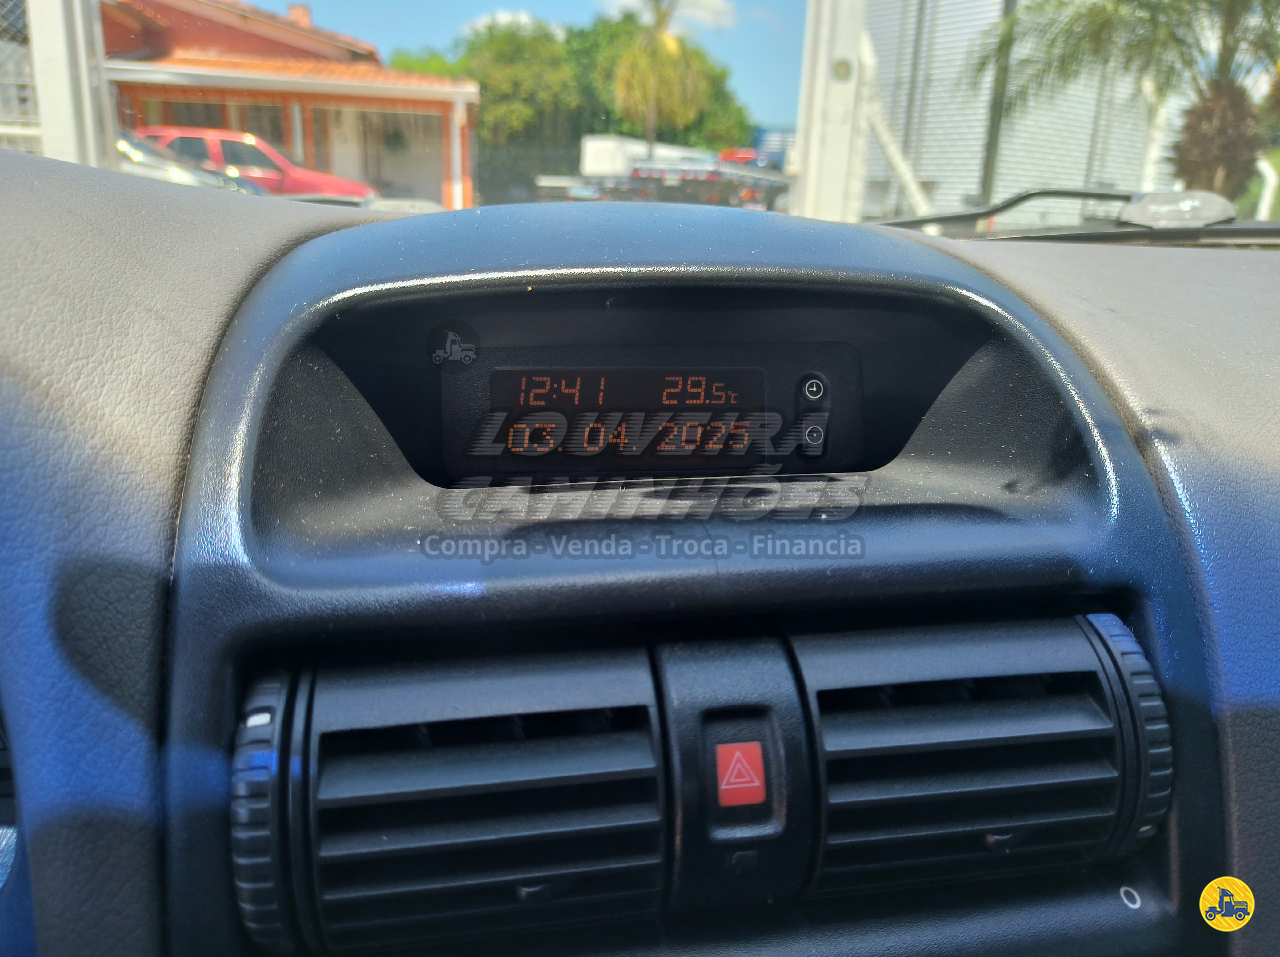 12:41 29.5°C
03. 04 2025
LOUVEIRA
CAMINHÕES
Compra - Venda - Troca - Financia